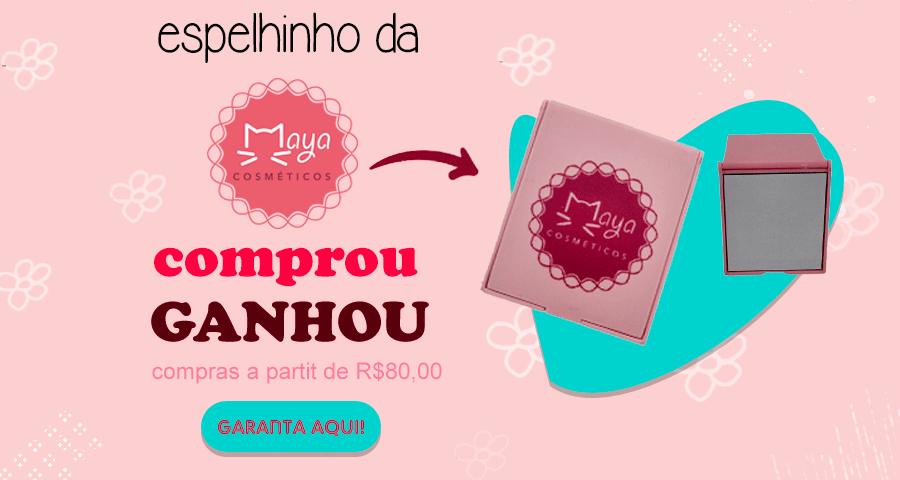 espelhinho da
Maya
COSMÉTICOS
comprou
GANHOU
compras a partit de R$80,00
GARANTA AQUI!
Maya
COSMÉTICOS